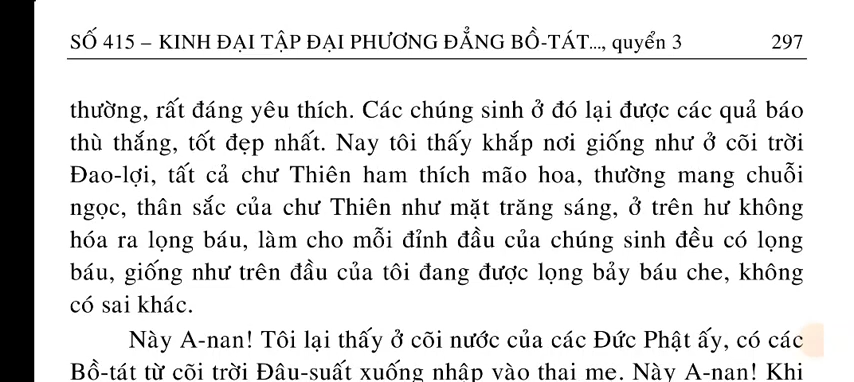 SỐ 415 – KINH ĐẠI TẬP ĐẠI PHƯƠNG ĐẲNG BỒ-TÁT..., quyển 3 297
thường, rất đáng yêu thích. Các chúng sinh ở đó lại được các quả báo
thù thắng, tốt đẹp nhất. Nay tôi thấy khắp nơi giống như ở cõi trời
Đao-lợi, tất cả chư Thiên ham thích mão hoa, thường mang chuỗi
ngọc, thân sắc của chư Thiên như mặt trăng sáng, ở trên hư không
hóa ra lọng báu, làm cho mỗi đỉnh đầu của chúng sinh đều có lọng
báu, giống như trên đầu của tôi đang được lọng bảy báu che, không
có sai khác.
Này A-nan! Tôi lại thấy ở cõi nước của các Đức Phật ấy, có các
Bồ-tát từ cõi trời Đâu-suất xuống nhập vào thai mẹ. Này A-nan! Khi